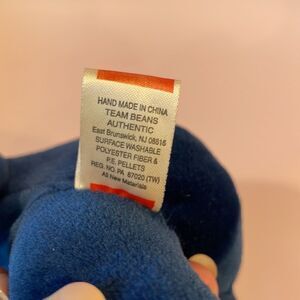 HAND MADE IN CHINA
TEAM BEANS
AUTHENTIC
East Brunswick, NJ 08816
SURFACE WASHABLE
POLYESTER FIBER &
P.E. PELLETS
REG. NO. PA 87020 (TW)
All New Materials